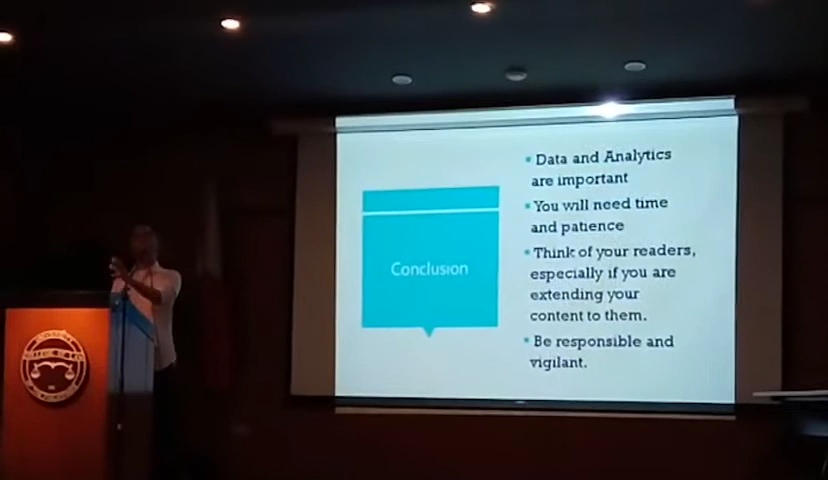 Conclusion
Data and Analytics
are important
You will need time
and patience
Think of your readers,
especially if you are
extending your
content to them.
Be responsible and
vigilant.